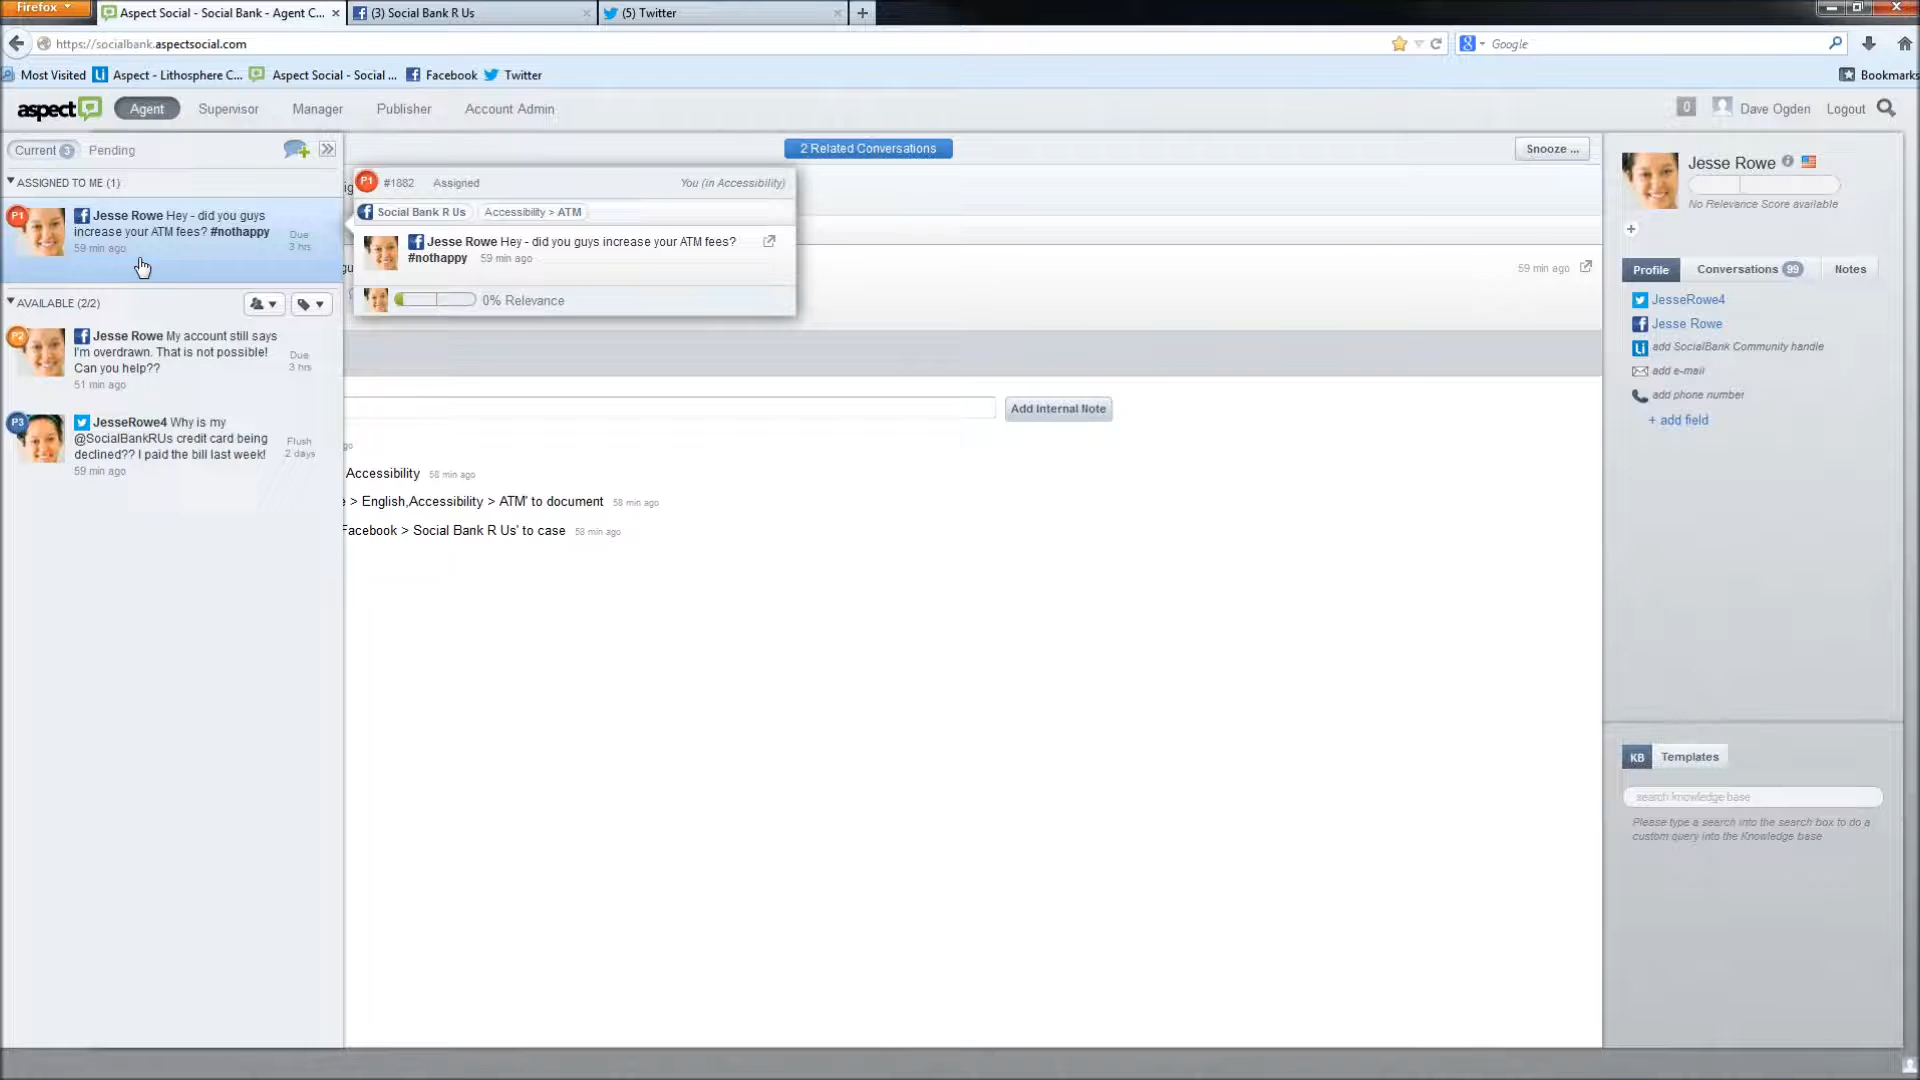 Firefox
Aspect Social - Social Bank - Agent C...
(3) Social Bank R Us
(5) Twitter
https://socialbank.aspectsocial.com
Google
Most Visited
Aspect - Lithosphere C...
Aspect Social - Social ...
Facebook
Twitter
Bookmarks
aspect
Agent
Supervisor
Manager
Publisher
Account Admin
0
Dave Ogden
Logout
Current 3
Pending
2 Related Conversations
Snooze ...
ASSIGNED TO ME (1)
P1
Jesse Rowe Hey - did you guys
increase your ATM fees? #nothappy
59 min ago
Due
3 hrs
AVAILABLE (2/2)
P2
Jesse Rowe My account still says
I'm overdrawn. That is not possible!
Can you help??
51 min ago
Due
3 hrs
P3
JesseRowe4 Why is my
@SocialBankRUs credit card being
declined?? I paid the bill last week!
59 min ago
Flush
2 days
P1
#1882
Assigned
You (in Accessibility)
Social Bank R Us
Accessibility > ATM
Jesse Rowe Hey - did you guys increase your ATM fees?
#nothappy 59 min ago
0% Relevance
59 min ago
Add Internal Note
go
Accessibility 58 min ago
e > English,Accessibility > ATM' to document 58 min ago
Facebook > Social Bank R Us' to case 58 min ago
Jesse Rowe
No Relevance Score available
Profile
Conversations 99
Notes
JesseRowe4
Jesse Rowe
Li add SocialBank Community handle
add e-mail
add phone number
+ add field
KB
Templates
search knowledge base
Please type a search into the search box to do a
custom query into the Knowledge base